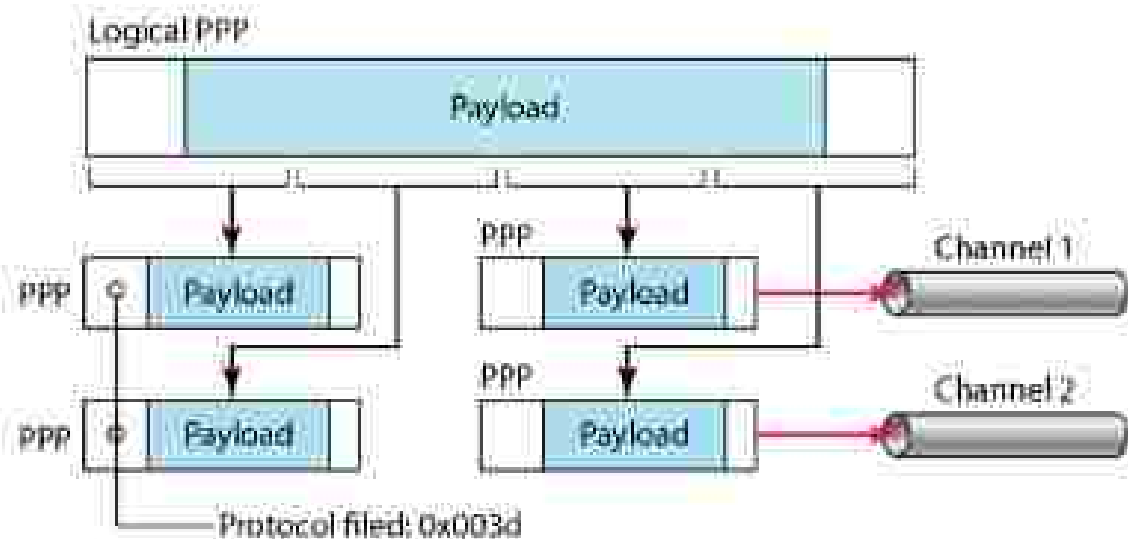 Logical PPP
Payload
PPP
Channel 1
PPP
Payload
Payload
PPP
Channel 2
PPP
Payload
Payload
Protocol filed: 0x003d